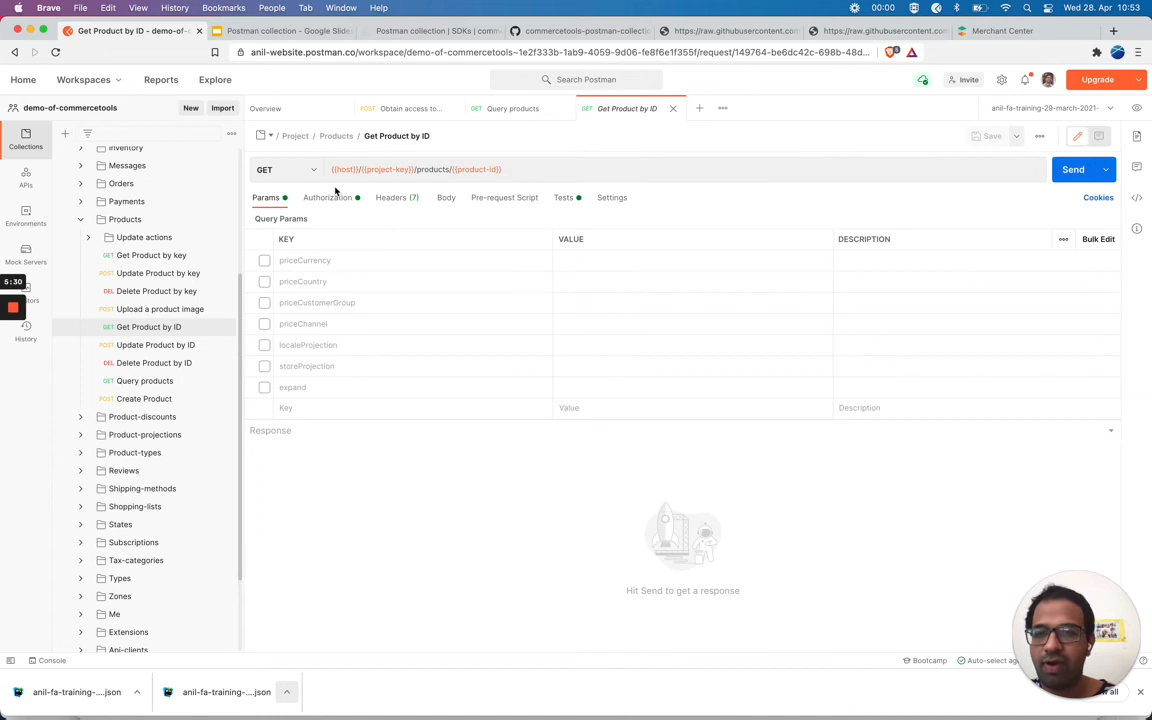 Brave File Edit View History Bookmarks People Tab Window Help 00:00 Wed 28. Apr 10:53
Get Product by ID - demo-of-c Postman collection - Google Slide Postman collection | SDKs | comm commercetools-postman-collectio https://raw.githubusercontent.com https://raw.githubusercontent.com Merchant Center
anil-website.postman.co/workspace/demo-of-commercetools~1e2f333b-1ab9-4059-9d06-fe8f6e1f355f/request/149764-be6dc42c-698b-48d... 5
Home Workspaces Reports Explore Search Postman Invite Upgrade
demo-of-commercetools New Import Overview POST Obtain access to... GET Query products GET Get Product by ID anil-fa-training-29-march-2021-
Collections
APIs
Environments
Mock Servers
5:30
History
Inventory
Messages
Orders
Payments
Products
Update actions
GET Get Product by key
POST Update Product by key
DEL Delete Product by key
POST Upload a product image
GET Get Product by ID
POST Update Product by ID
DEL Delete Product by ID
GET Query products
POST Create Product
Product-discounts
Product-projections
Product-types
Reviews
Shipping-methods
Shopping-lists
States
Subscriptions
Tax-categories
Types
Zones
Me
Extensions
Api-clients
/ Project / Products / Get Product by ID Save
GET {{host}}/{{project-key}}/products/{{product-id}} Send
Params Authorization Headers (7) Body Pre-request Script Tests Settings Cookies
Query Params
KEY VALUE DESCRIPTION Bulk Edit
priceCurrency
priceCountry
priceCustomerGroup
priceChannel
localeProjection
storeProjection
expand
Key Value Description
Response
Hit Send to get a response
Console Bootcamp Auto-select ag
anil-fa-training-....json anil-fa-training-....json all